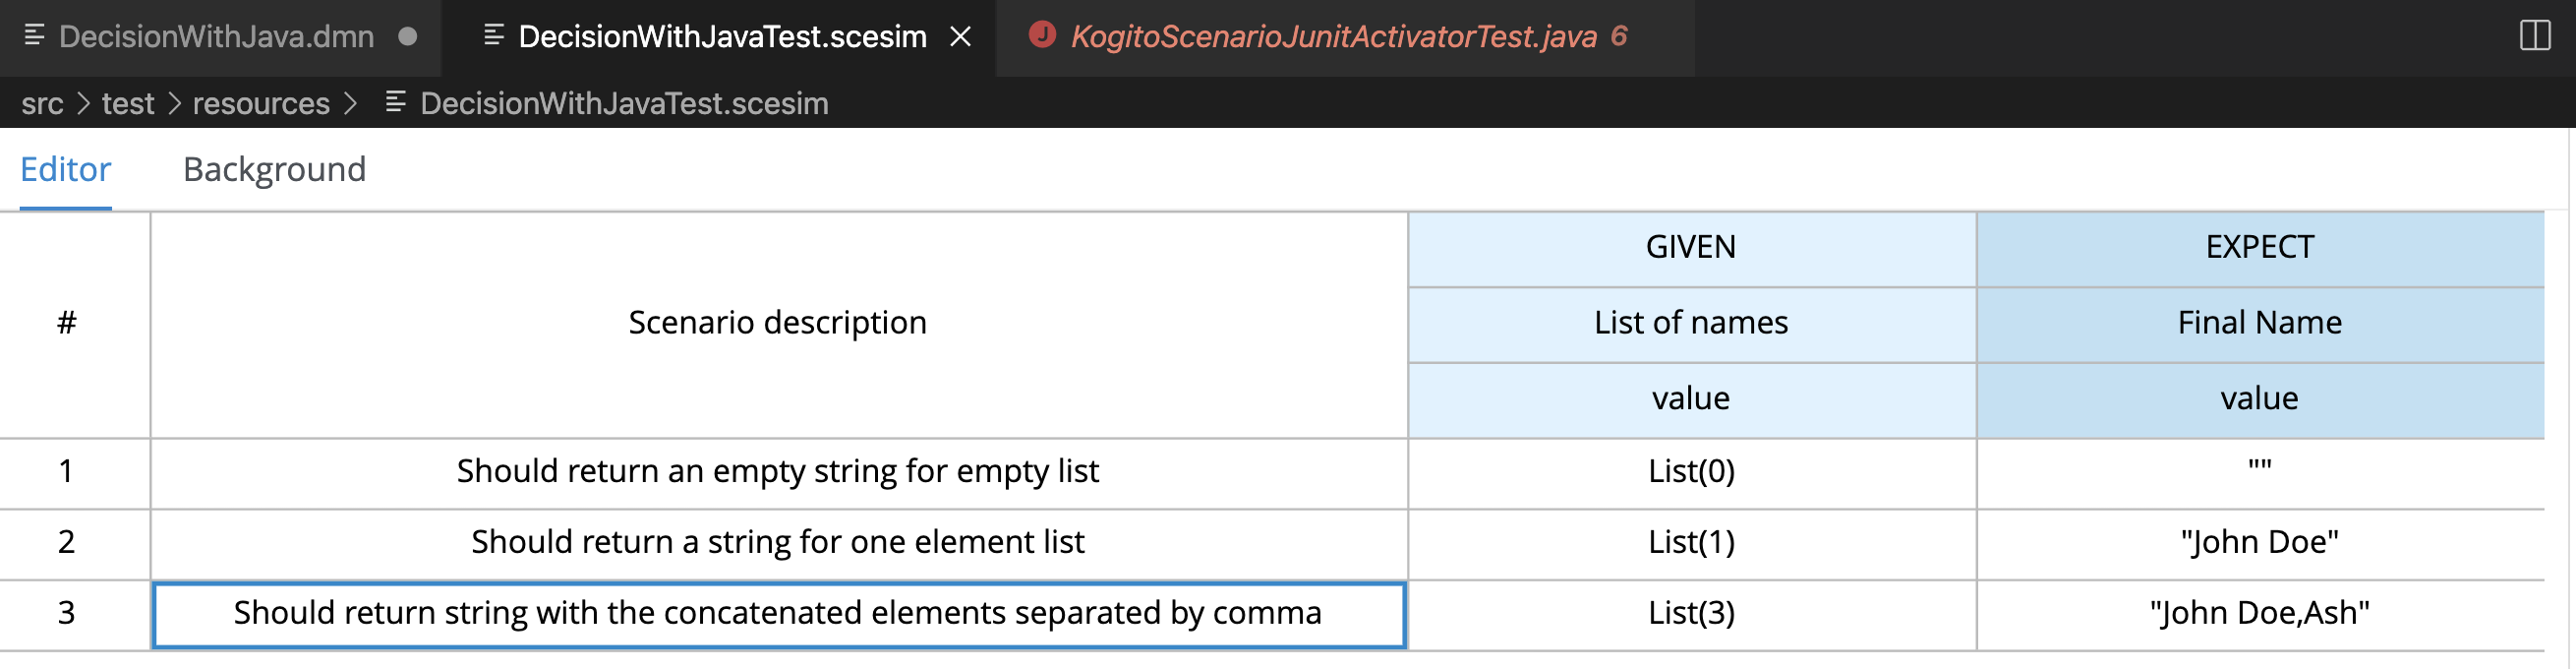 DecisionWithJava.dmn DecisionWithJavaTest.scesim KogitoScenarioJunitActivatorTest.java 6
src > test > resources > DecisionWithJavaTest.scesim
Editor Background
# Scenario description GIVEN EXPECT
List of names Final Name
value value
1 Should return an empty string for empty list List(0) ""
2 Should return a string for one element list List(1) "John Doe"
3 Should return string with the concatenated elements separated by comma List(3) "John Doe,Ash"